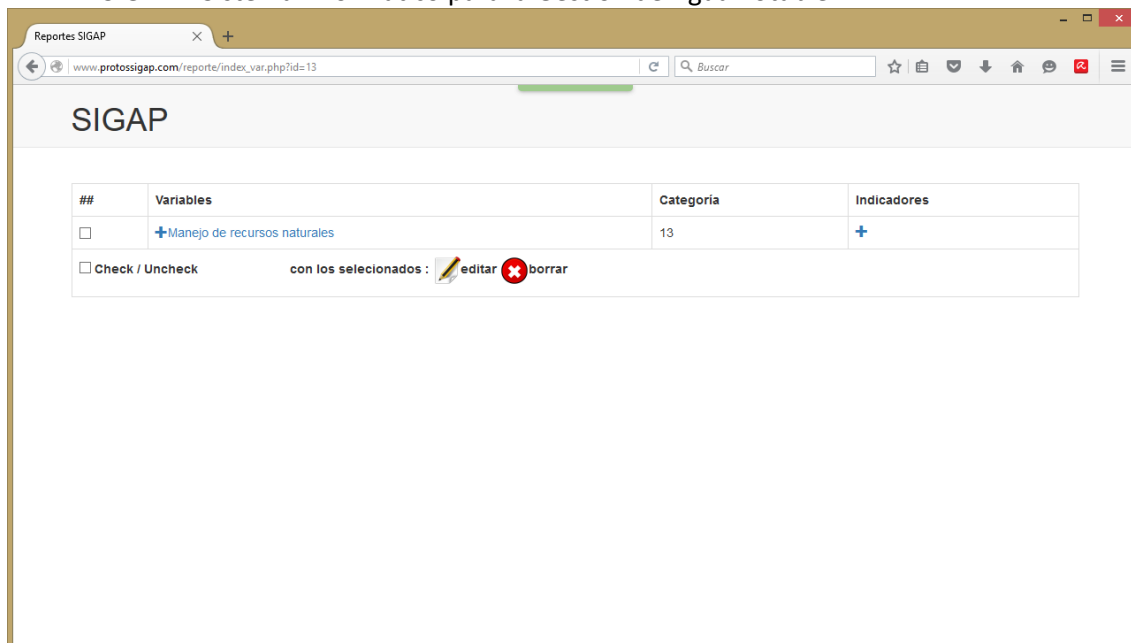 Reportes SIGAP
www.protossigap.com/reporte/index_var.php?id=13
Buscar
SIGAP
## Variables Categoría Indicadores
Manejo de recursos naturales 13
Check / Uncheck con los selecionados : editar borrar